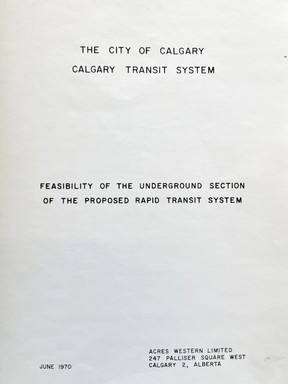 THE CITY OF CALGARY
CALGARY TRANSIT SYSTEM
FEASIBILITY OF THE UNDERGROUND SECTION
OF THE PROPOSED RAPID TRANSIT SYSTEM
ACRES WESTERN LIMITED
247 PALLISER SQUARE WEST
CALGARY 2, ALBERTA
JUNE 1970